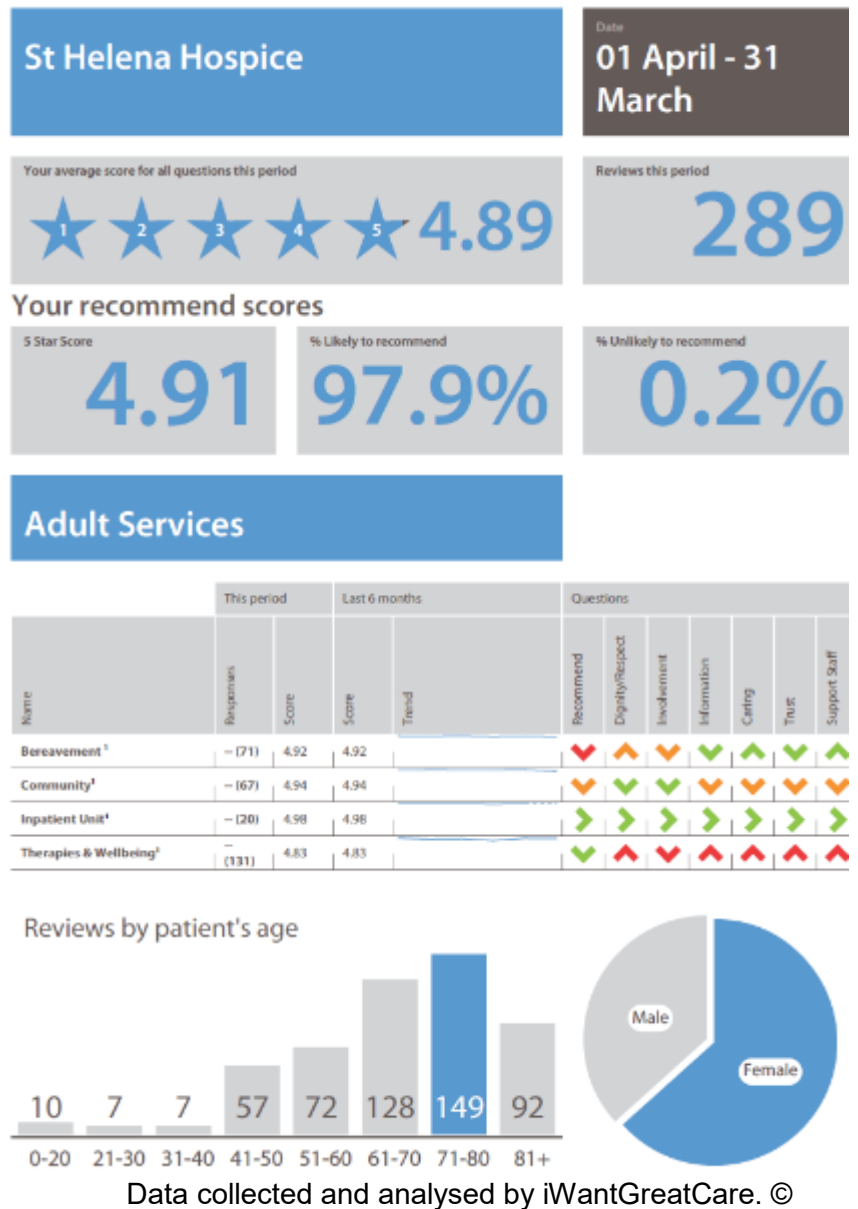 St Helena Hospice
Date
01 April - 31
March
Your average score for all questions this period
1 2 3 4 5 4.89
Reviews this period
289
Your recommend scores
5 Star Score
4.91
% Likely to recommend
97.9%
% Unlikely to recommend
0.2%
Adult Services
This period Last 6 months Questions
Name Responses Score Score Trend Recommend Dignity/Respect Involvement Information Caring Trust Support Staff
Bereavement -- (71) 4.92 4.92
Community -- (67) 4.94 4.94
Inpatient Unit -- (20) 4.98 4.98
Therapies & Wellbeing -- (131) 4.83 4.83
Reviews by patient's age
10 7 7 57 72 128 149 92
0-20 21-30 31-40 41-50 51-60 61-70 71-80 81+
Male
Female
Data collected and analysed by iWantGreatCare. ©